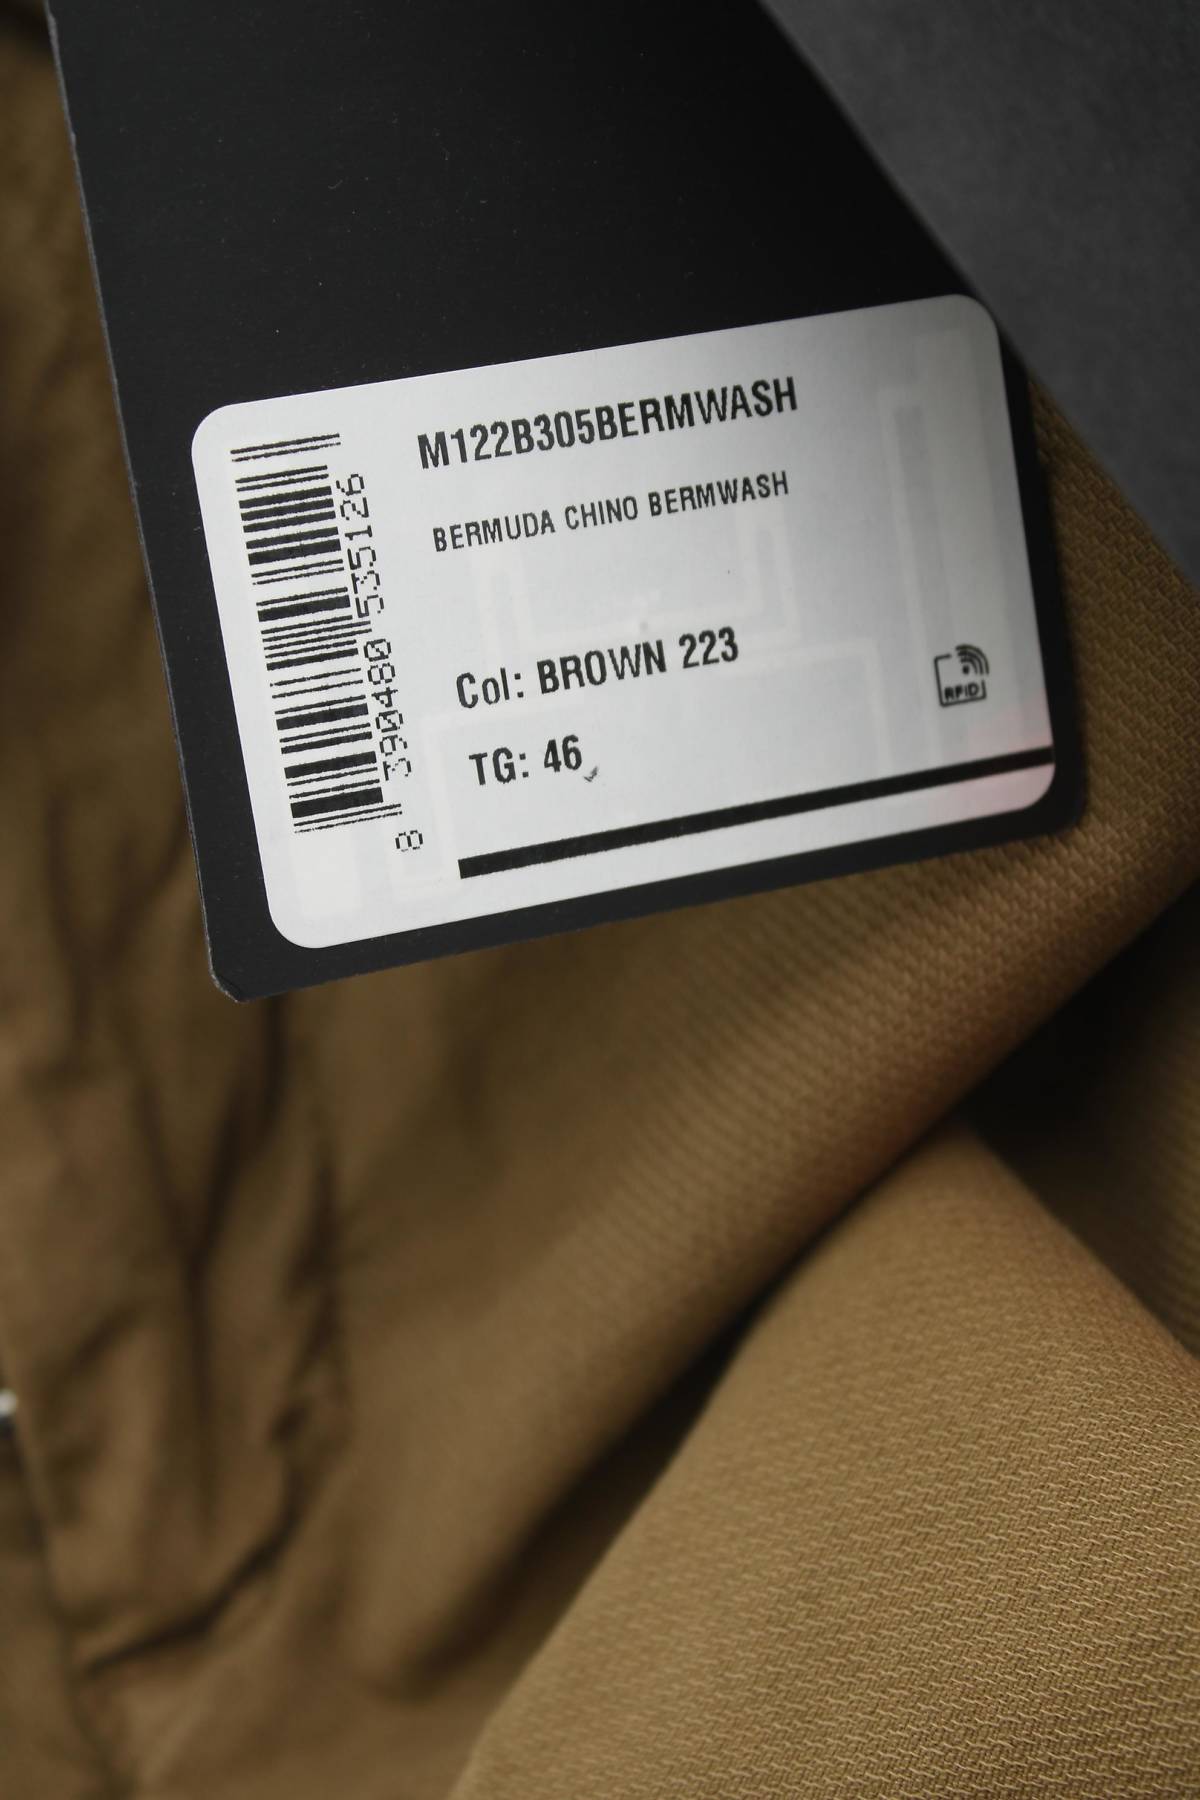 M122B305BERMWASH
BERMUDA CHINO BERMWASH
Col: BROWN 223
TG: 46
RFID
8 390480 535126